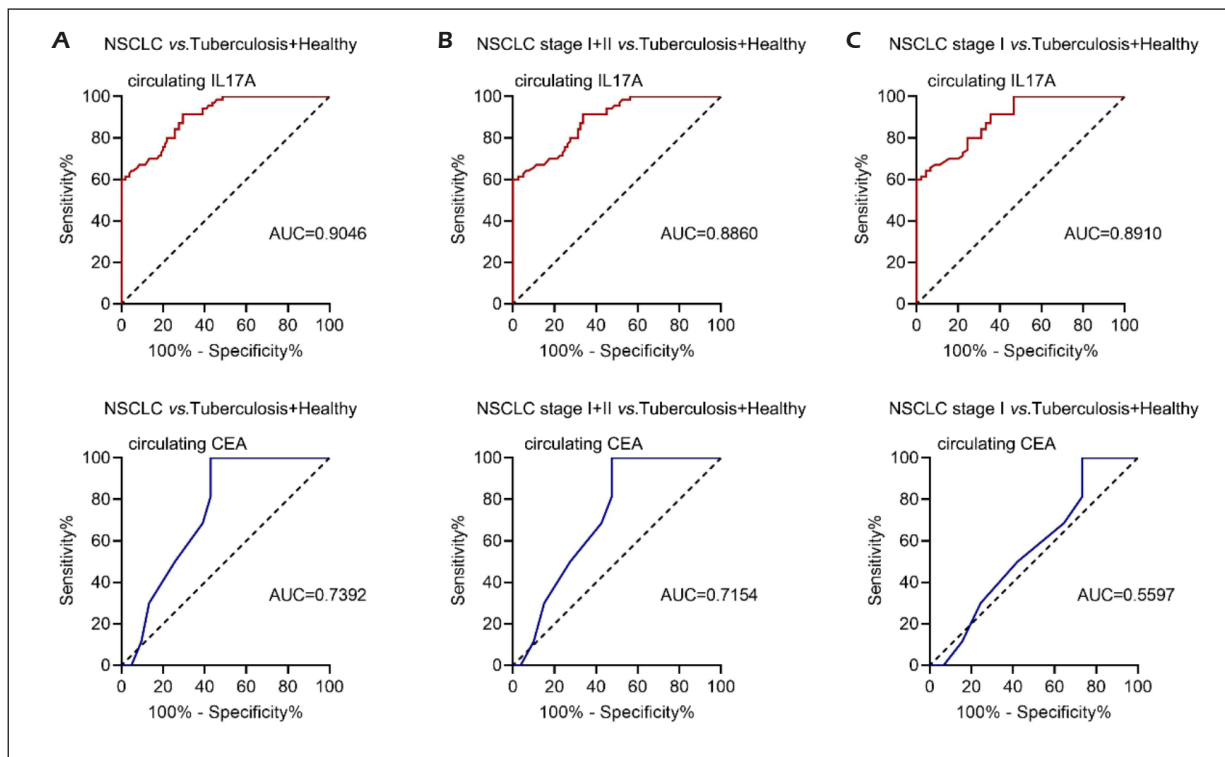 A NSCLC vs.Tuberculosis+Healthy
circulating IL17A
100
80
60
40
20
0
Sensitivity%
AUC=0.9046
0 20 40 60 80 100
100% - Specificity%
B NSCLC stage I+II vs.Tuberculosis+Healthy
circulating IL17A
100
80
60
40
20
0
Sensitivity%
AUC=0.8860
0 20 40 60 80 100
100% - Specificity%
C NSCLC stage I vs.Tuberculosis+Healthy
circulating IL17A
100
80
60
40
20
0
Sensitivity%
AUC=0.8910
0 20 40 60 80 100
100% - Specificity%
NSCLC vs.Tuberculosis+Healthy
circulating CEA
100
80
60
40
20
0
Sensitivity%
AUC=0.7392
0 20 40 60 80 100
100% - Specificity%
NSCLC stage I+II vs.Tuberculosis+Healthy
circulating CEA
100
80
60
40
20
0
Sensitivity%
AUC=0.7154
0 20 40 60 80 100
100% - Specificity%
NSCLC stage I vs.Tuberculosis+Healthy
circulating CEA
100
80
60
40
20
0
Sensitivity%
AUC=0.5597
0 20 40 60 80 100
100% - Specificity%